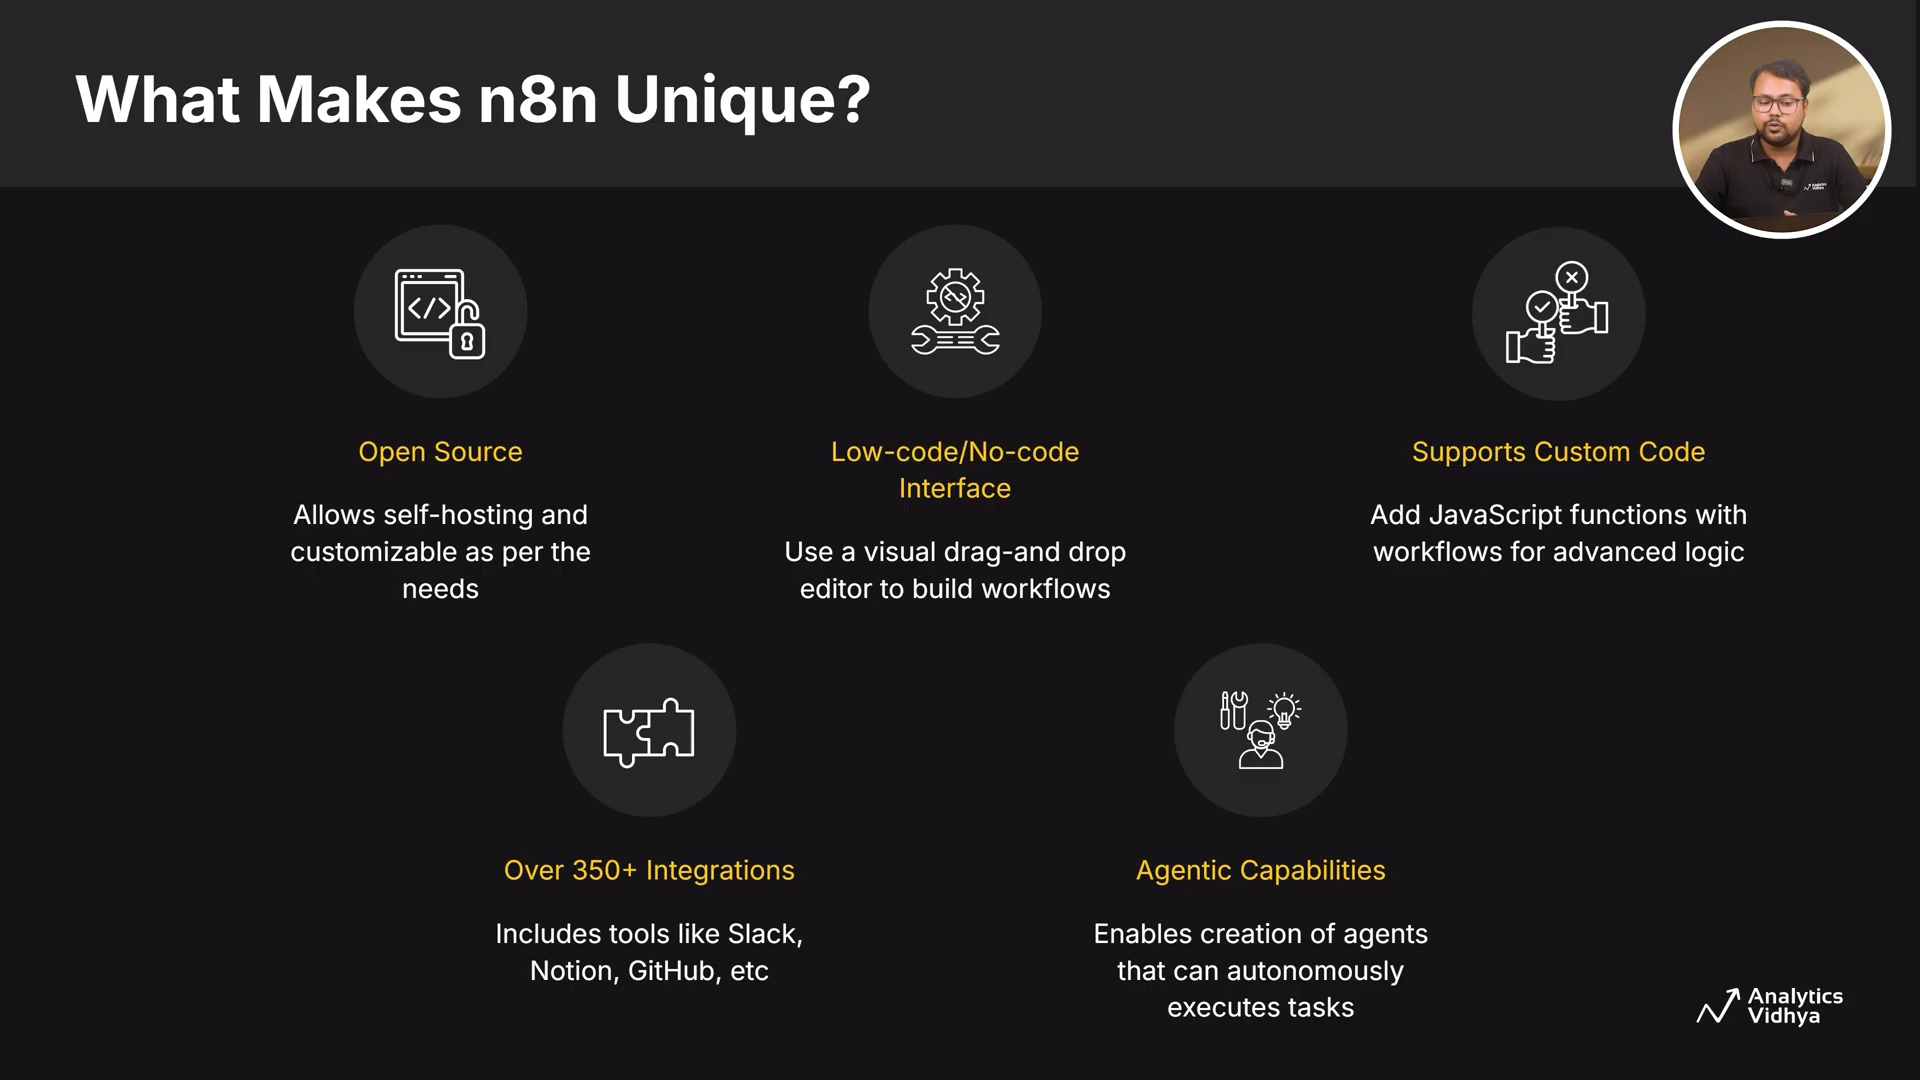 What Makes n8n Unique?
Open Source
Allows self-hosting and
customizable as per the
needs
Low-code/No-code
Interface
Use a visual drag-and drop
editor to build workflows
Supports Custom Code
Add JavaScript functions with
workflows for advanced logic
Over 350+ Integrations
Includes tools like Slack,
Notion, GitHub, etc
Agentic Capabilities
Enables creation of agents
that can autonomously
executes tasks
Analytics
Vidhya